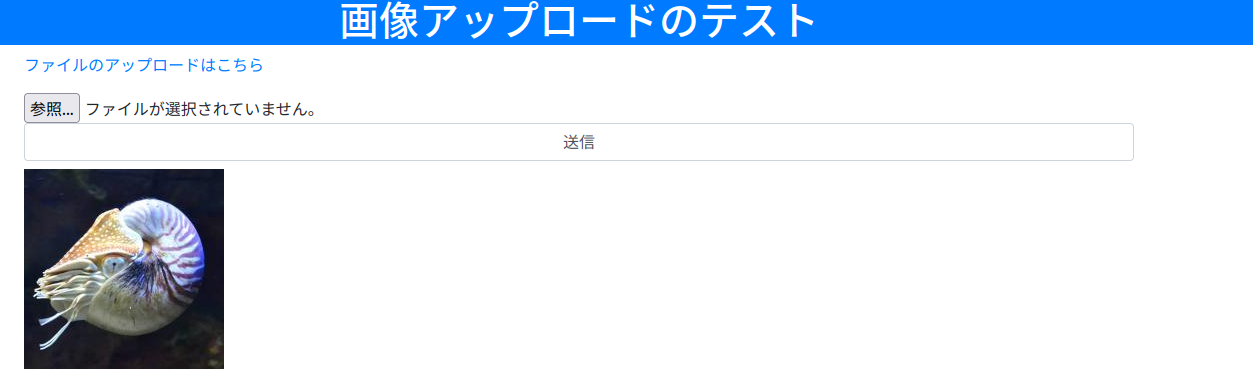 画像アップロードのテスト
ファイルのアップロードはこちら
参照... ファイルが選択されていません。
送信